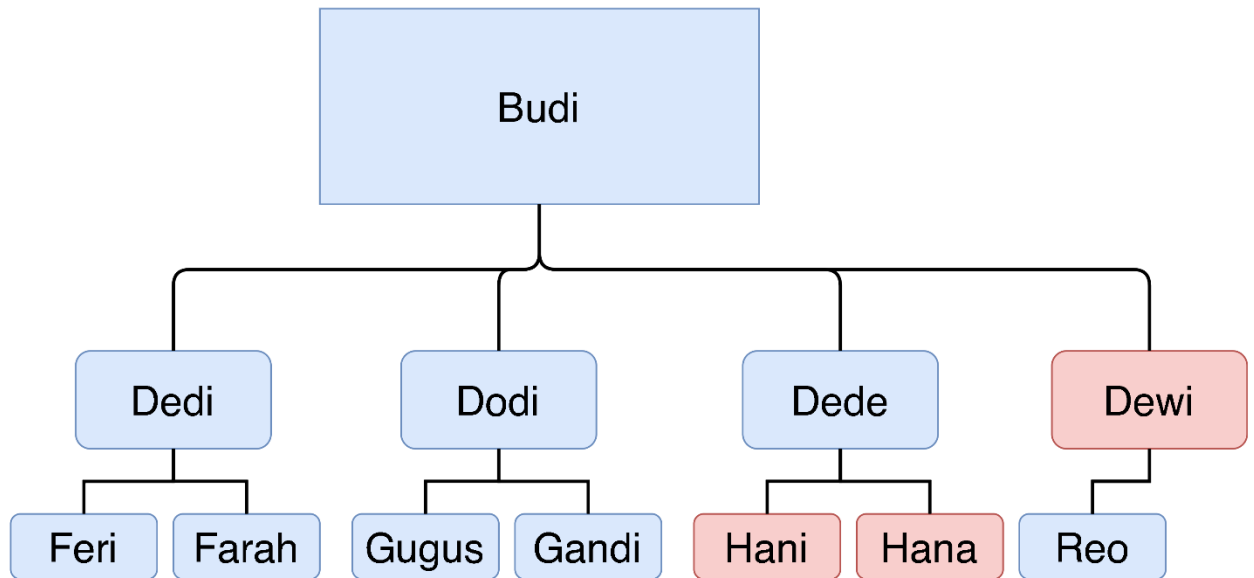 Budi
Dedi
Dodi
Dede
Dewi
Feri
Farah
Gugus
Gandi
Hani
Hana
Reo